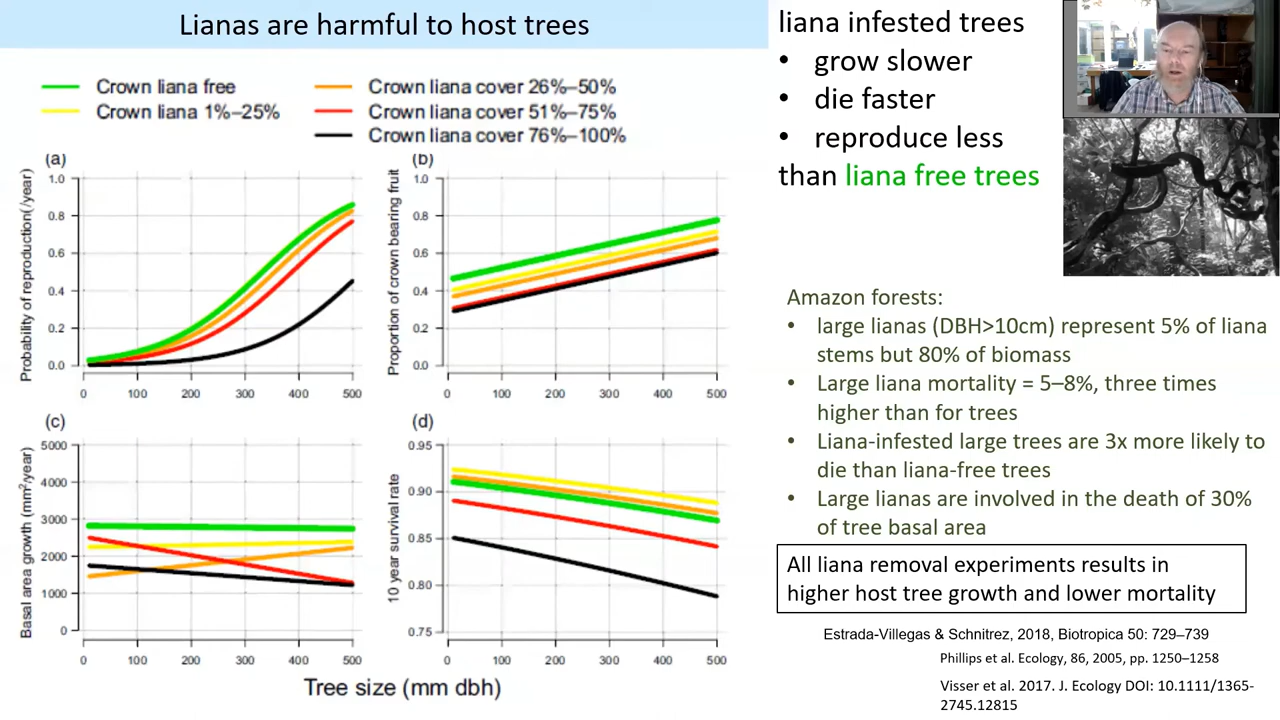 Lianas are harmful to host trees
Crown liana free
Crown liana 1%–25%
Crown liana cover 26%–50%
Crown liana cover 51%–75%
Crown liana cover 76%–100%
(a)
Probability of reproduction(/year)
1.0
0.8
0.6
0.4
0.2
0.0
0 100 200 300 400 500
(b)
Proportion of crown bearing fruit
1.0
0.8
0.6
0.4
0.2
0.0
0 100 200 300 400 500
(c)
Basal area growth (mm²/year)
5000
4000
3000
2000
1000
0
0 100 200 300 400 500
(d)
10 year survival rate
0.95
0.90
0.85
0.80
0.75
0 100 200 300 400 500
Tree size (mm dbh)
liana infested trees
• grow slower
• die faster
• reproduce less
than liana free trees
Amazon forests:
• large lianas (DBH>10cm) represent 5% of liana
stems but 80% of biomass
• Large liana mortality = 5–8%, three times
higher than for trees
• Liana-infested large trees are 3x more likely to
die than liana-free trees
• Large lianas are involved in the death of 30%
of tree basal area
All liana removal experiments results in
higher host tree growth and lower mortality
Estrada-Villegas & Schnitrez, 2018, Biotropica 50: 729–739
Phillips et al. Ecology, 86, 2005, pp. 1250–1258
Visser et al. 2017. J. Ecology DOI: 10.1111/1365-
2745.12815